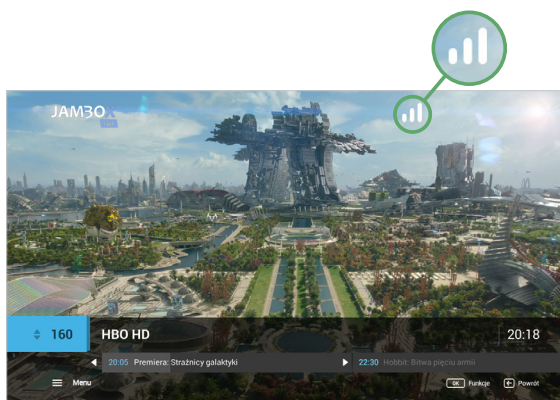 JAMBOX
160 HBO HD 20:18
20:05 Premiera: Strażnicy galaktyki 22:30 Hobbit: Bitwa pięciu armii
Menu OK Funkcje Powrót